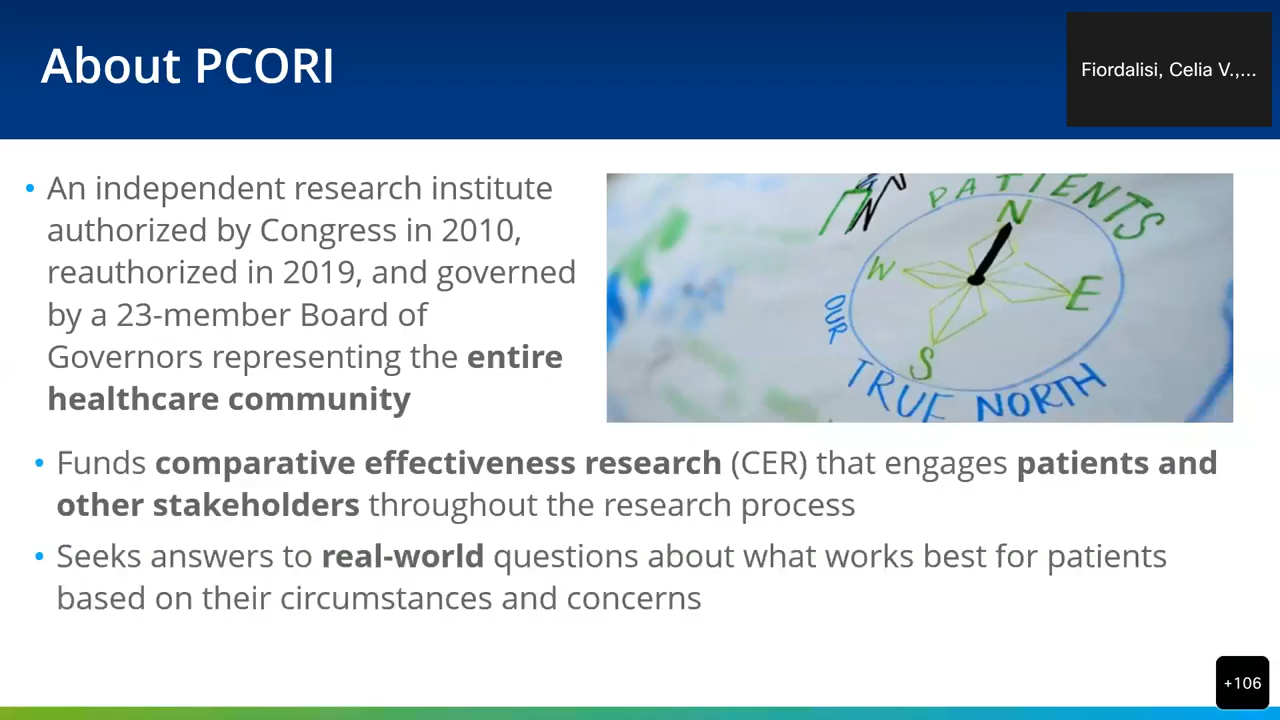 About PCORI
Fiordalisi, Celia V.,...
• An independent research institute
authorized by Congress in 2010,
reauthorized in 2019, and governed
by a 23-member Board of
Governors representing the entire
healthcare community
PATIENTS
N
W
E
S
OUR
TRUE NORTH
• Funds comparative effectiveness research (CER) that engages patients and
other stakeholders throughout the research process
• Seeks answers to real-world questions about what works best for patients
based on their circumstances and concerns
+106